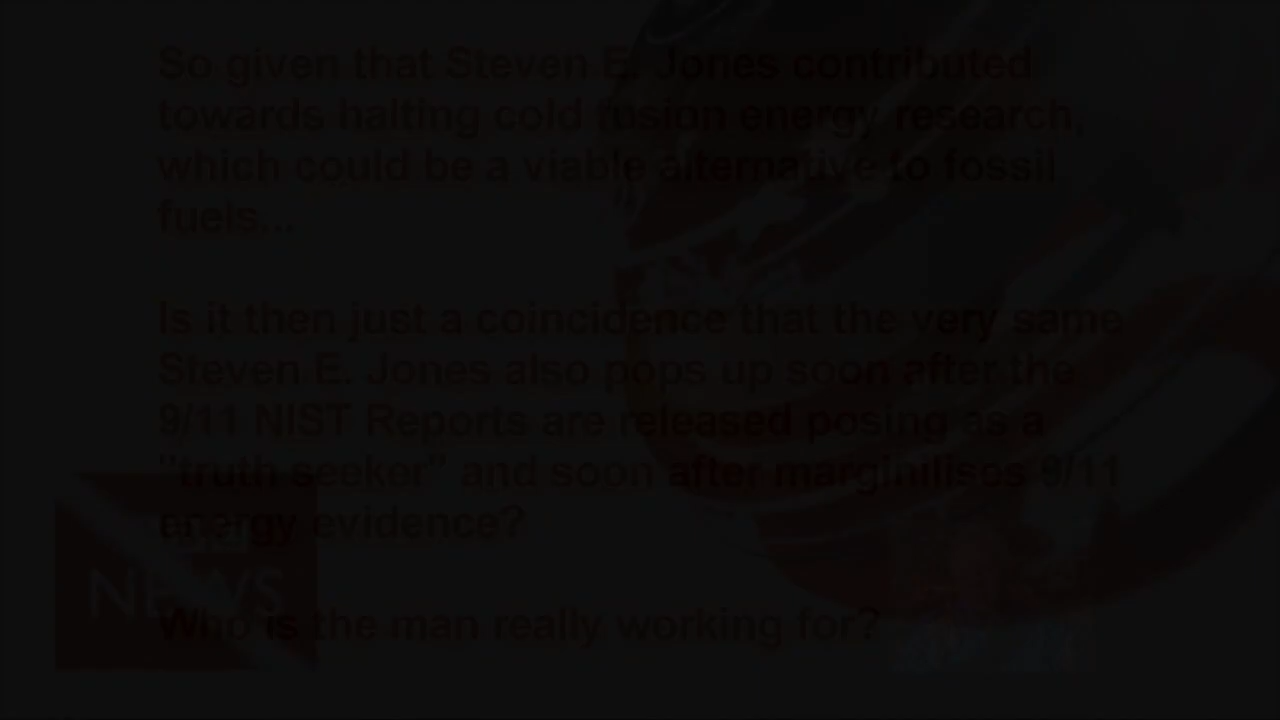 So given that Steven E. Jones contributed
towards halting cold fusion energy research,
which could be a viable alternative to fossil
fuels...
Is it then just a coincidence that the very same
Steven E. Jones also pops up soon after the
9/11 NIST Reports are released posing as a
"truth seeker" and soon after marginilises 9/11
energy evidence?
NEWS
Who is the man really working for?